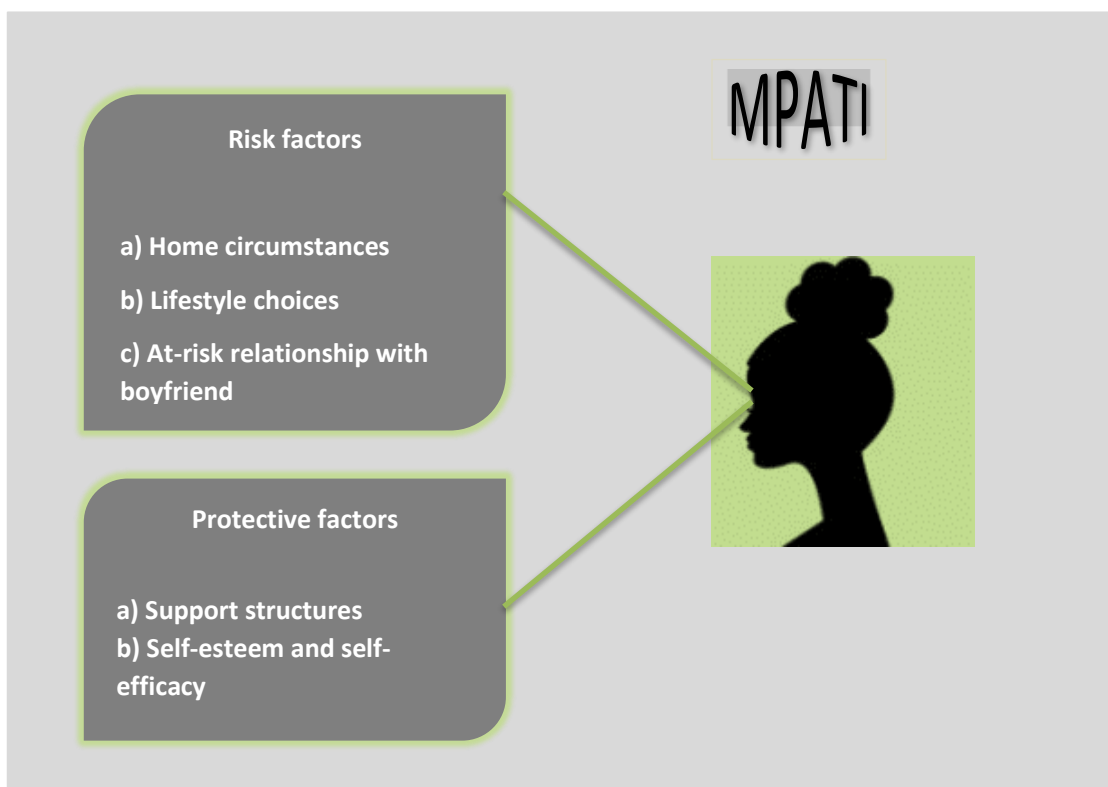 MPATI
Risk factors
a) Home circumstances
b) Lifestyle choices
c) At-risk relationship with
boyfriend
Protective factors
a) Support structures
b) Self-esteem and self-
efficacy